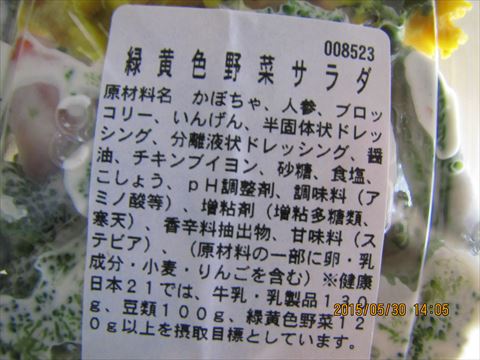 008523
緑黄色野菜サラダ
原材料名 かぼちゃ、人参、ブロッ
コリー、いんげん、半固体状ドレッ
シング、分離液状ドレッシング、醤
油、チキンブイヨン、砂糖、食塩、
こしょう、pH調整剤、調味料(ア
ミノ酸等)、増粘剤(増粘多糖類、
寒天)、香辛料抽出物、甘味料(ス
テビア)、(原材料の一部に卵・乳
成分・小麦・りんごを含む)※健康
日本21では、牛乳・乳製品13
g、豆類100g、緑黄色野菜12
0g以上を摂取目標としています。
2015/05/30 14:05